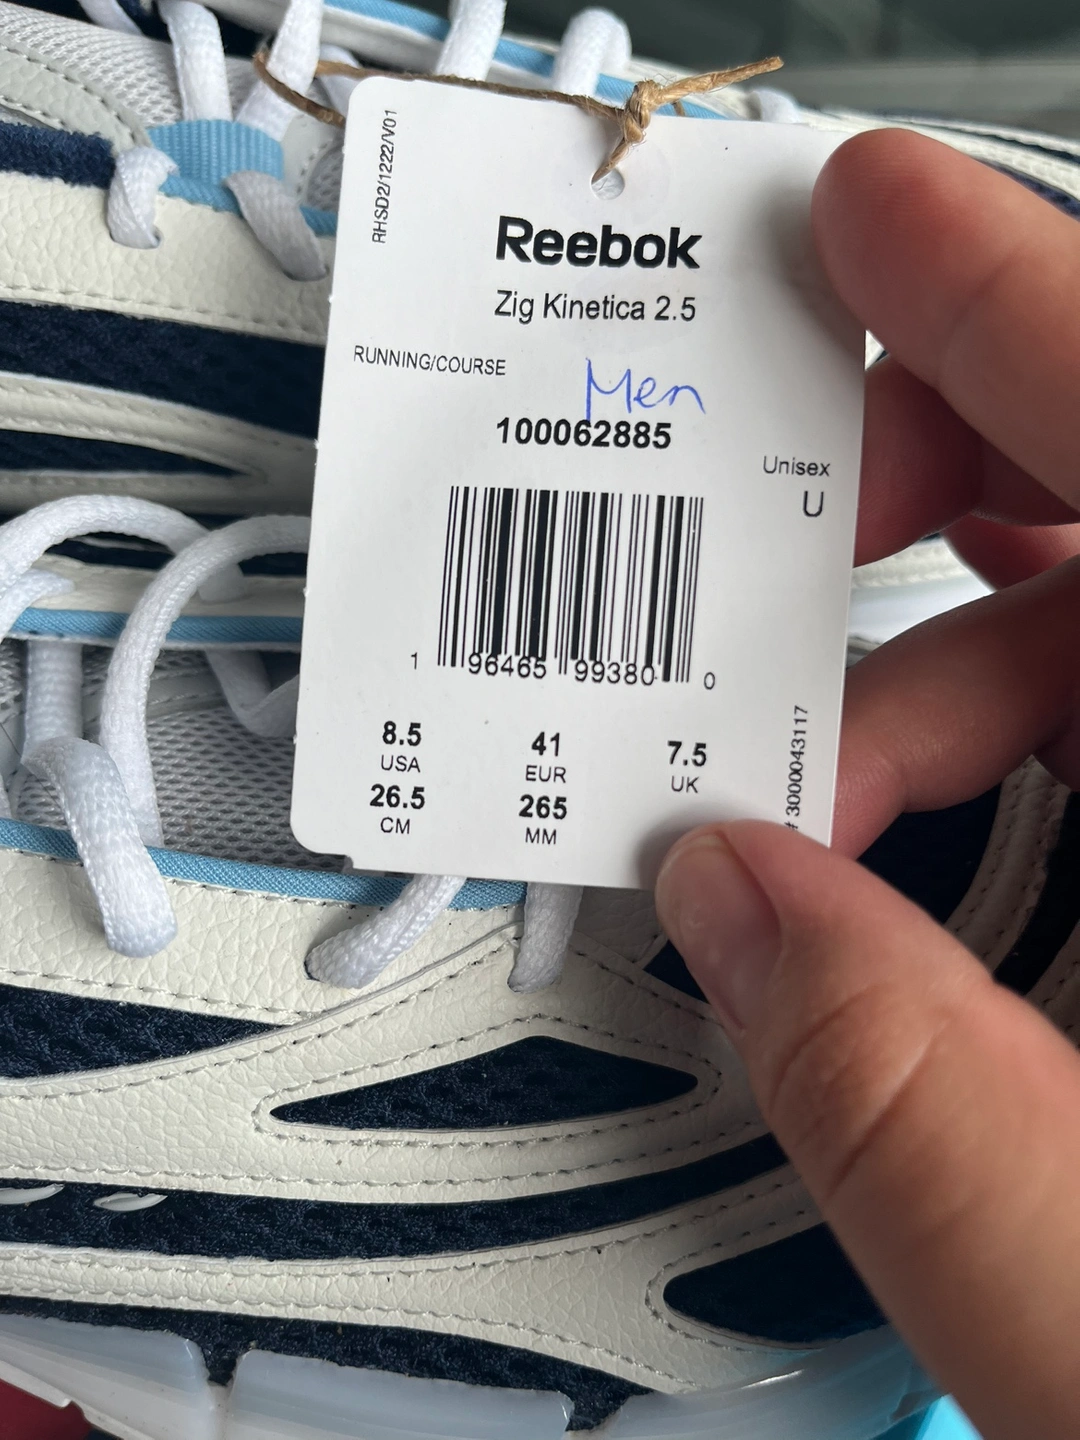 RHSD2/1222/V01
Reebok
Zig Kinetica 2.5
RUNNING/COURSE
Men
100062885
Unisex
U
1 96465 99380 0
8.5 41 7.5
USA EUR UK
26.5 265
CM MM
# 3000043117